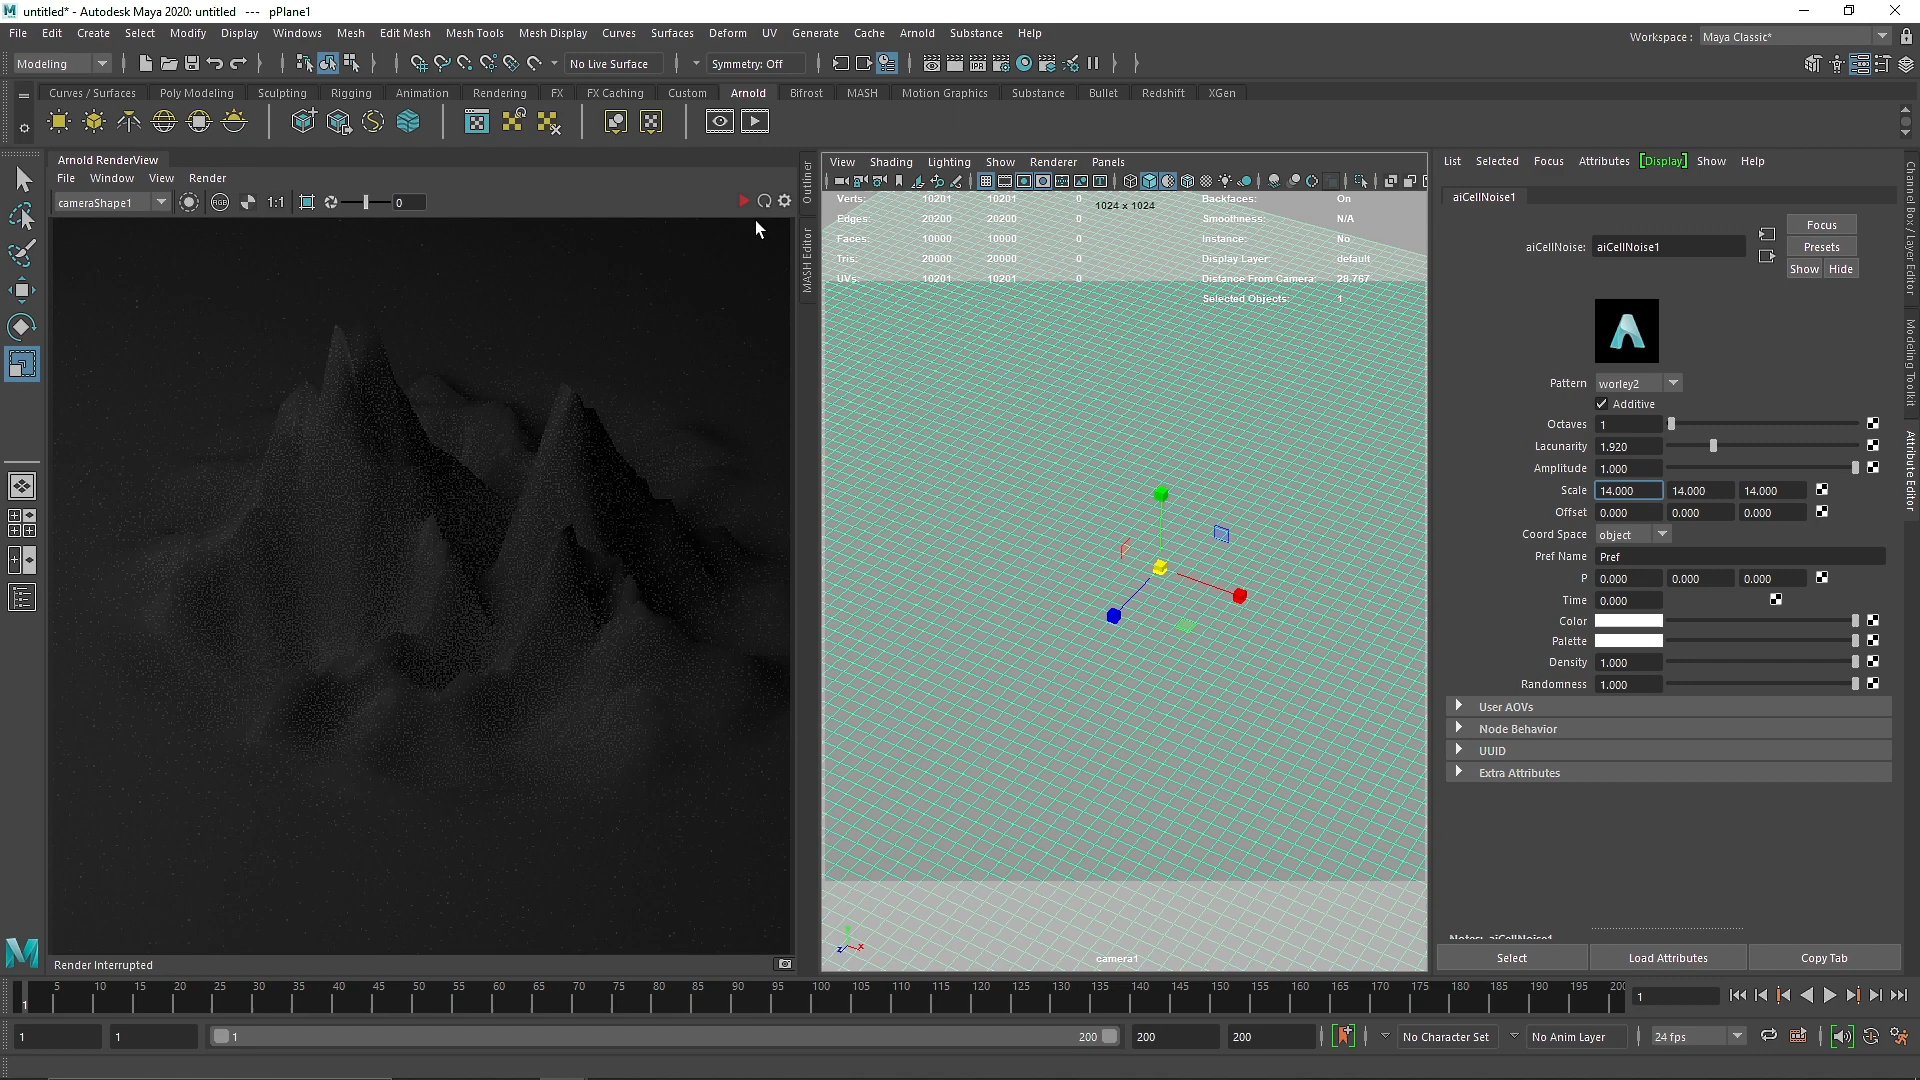 untitled* - Autodesk Maya 2020: untitled --- pPlane1
File Edit Create Select Modify Display Windows Mesh Edit Mesh Mesh Tools Mesh Display Curves Surfaces Deform UV Generate Cache Arnold Substance Help
Workspace : Maya Classic*
Modeling No Live Surface Symmetry: Off
Curves / Surfaces Poly Modeling Sculpting Rigging Animation Rendering FX FX Caching Custom Arnold Bifrost MASH Motion Graphics Substance Bullet Redshift XGen
Arnold RenderView
File Window View Render
cameraShape1 RGB 1:1 0
Render Interrupted
Outliner
MASH Editor
View Shading Lighting Show Renderer Panels
Verts: 10201 10201 0
Edges: 20200 20200 0
Faces: 10000 10000 0
Tris: 20000 20000 0
UVs: 10201 10201 0
1024 x 1024
Backfaces: On
Smoothness: N/A
Instance: No
Display Layer: default
Distance From Camera: 28.767
Selected Objects: 1
y
z x
camera1
List Selected Focus Attributes [Display] Show Help
aiCellNoise1
aiCellNoise: aiCellNoise1
Focus
Presets
Show Hide
Pattern worley2
Additive
Octaves 1
Lacunarity 1.920
Amplitude 1.000
Scale 14.000 14.000 14.000
Offset 0.000 0.000 0.000
Coord Space object
Pref Name Pref
P 0.000 0.000 0.000
Time 0.000
Color
Palette
Density 1.000
Randomness 1.000
User AOVs
Node Behavior
UUID
Extra Attributes
Notes: aiCellNoise1
Select Load Attributes Copy Tab
Channel Box / Layer Editor
Modeling Toolkit
Attribute Editor
1 5 10 15 20 25 30 35 40 45 50 55 60 65 70 75 80 85 90 95 100 105 110 115 120 125 130 135 140 145 150 155 160 165 170 175 180 185 190 195 200 1
1 1 1 200 200 200 No Character Set No Anim Layer 24 fps